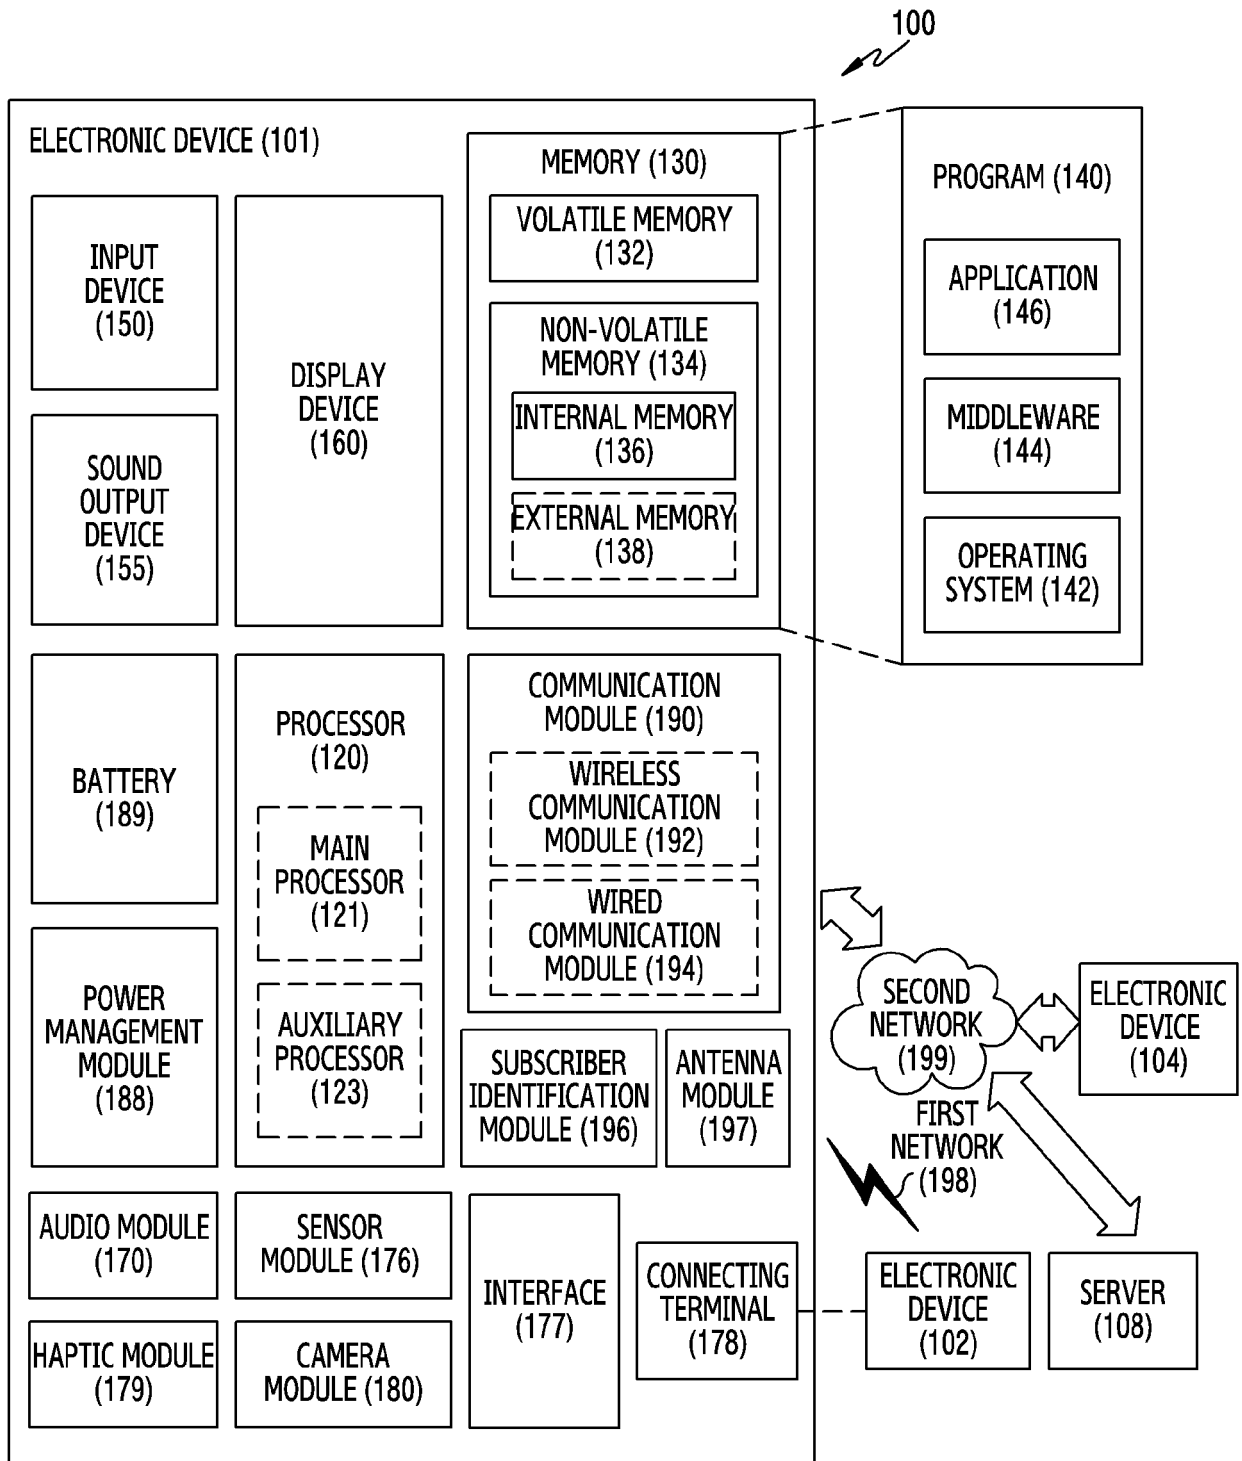 100
ELECTRONIC DEVICE (101)
INPUT
DEVICE
(150)
SOUND
OUTPUT
DEVICE
(155)
DISPLAY
DEVICE
(160)
MEMORY (130)
VOLATILE MEMORY
(132)
NON-VOLATILE
MEMORY (134)
INTERNAL MEMORY
(136)
EXTERNAL MEMORY
(138)
PROGRAM (140)
APPLICATION
(146)
MIDDLEWARE
(144)
OPERATING
SYSTEM (142)
BATTERY
(189)
POWER
MANAGEMENT
MODULE
(188)
PROCESSOR
(120)
MAIN
PROCESSOR
(121)
AUXILIARY
PROCESSOR
(123)
COMMUNICATION
MODULE (190)
WIRELESS
COMMUNICATION
MODULE (192)
WIRED
COMMUNICATION
MODULE (194)
SUBSCRIBER
IDENTIFICATION
MODULE (196)
ANTENNA
MODULE
(197)
SECOND
NETWORK
(199)
ELECTRONIC
DEVICE
(104)
FIRST
NETWORK
(198)
AUDIO MODULE
(170)
SENSOR
MODULE (176)
HAPTIC MODULE
(179)
CAMERA
MODULE (180)
INTERFACE
(177)
CONNECTING
TERMINAL
(178)
ELECTRONIC
DEVICE
(102)
SERVER
(108)